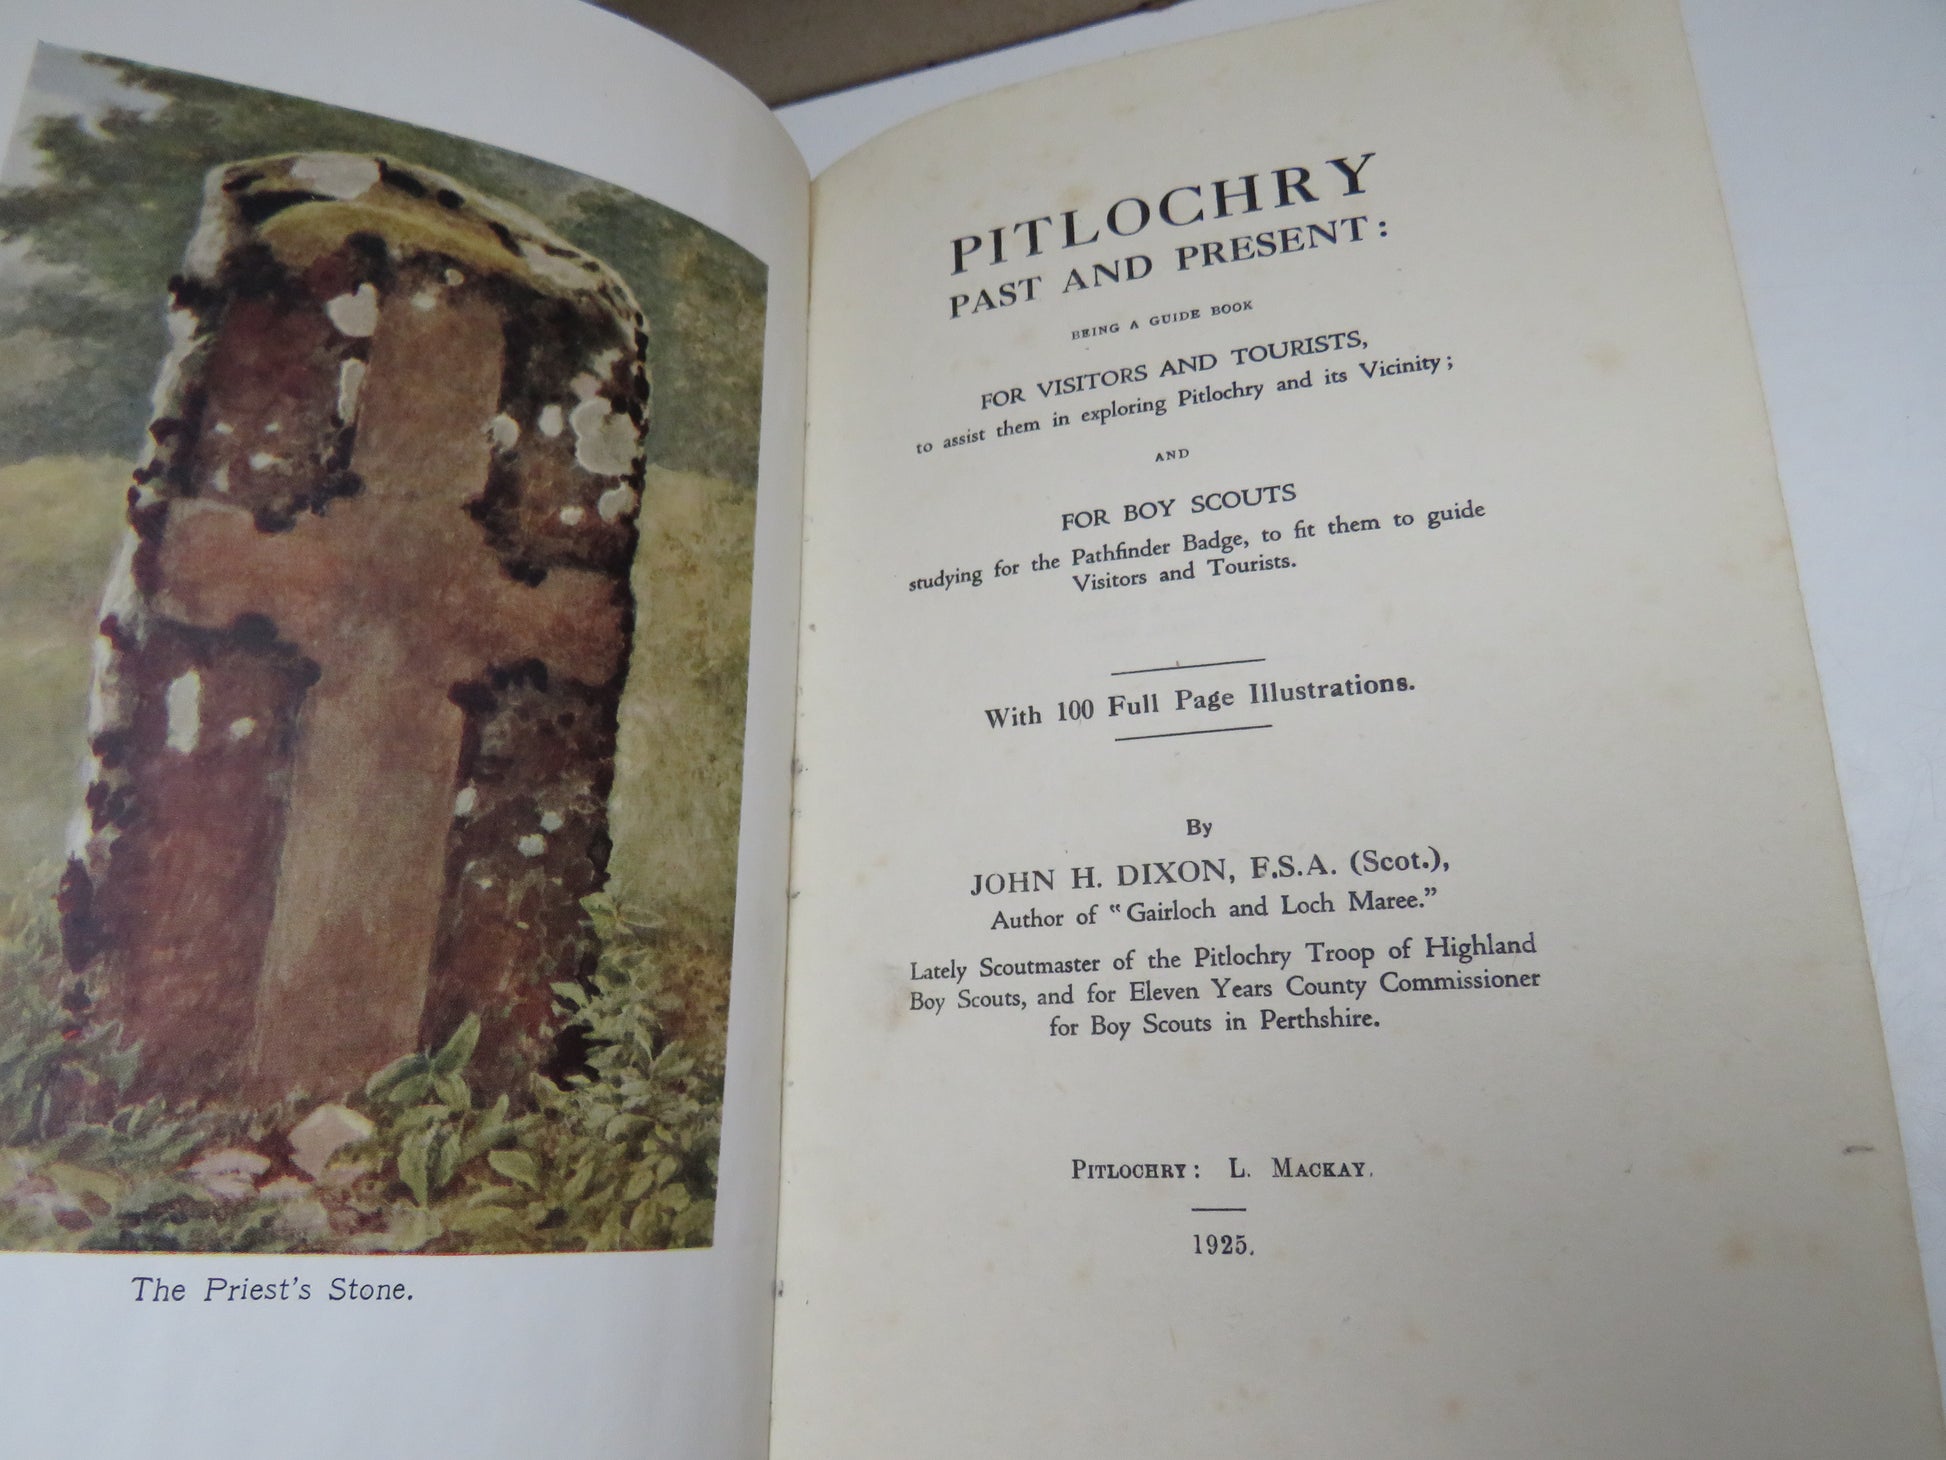 The Priest's Stone.
PITLOCHRY
PAST AND PRESENT:
BEING A GUIDE BOOK
FOR VISITORS AND TOURISTS,
to assist them in exploring Pitlochry and its Vicinity;
AND
FOR BOY SCOUTS
studying for the Pathfinder Badge, to fit them to guide
Visitors and Tourists.
With 100 Full Page Illustrations.
By
JOHN H. DIXON, F.S.A. (Scot.),
Author of "Gairloch and Loch Maree."
Lately Scoutmaster of the Pitlochry Troop of Highland
Boy Scouts, and for Eleven Years County Commissioner
for Boy Scouts in Perthshire.
PITLOCHRY: L. MACKAY.
1925.